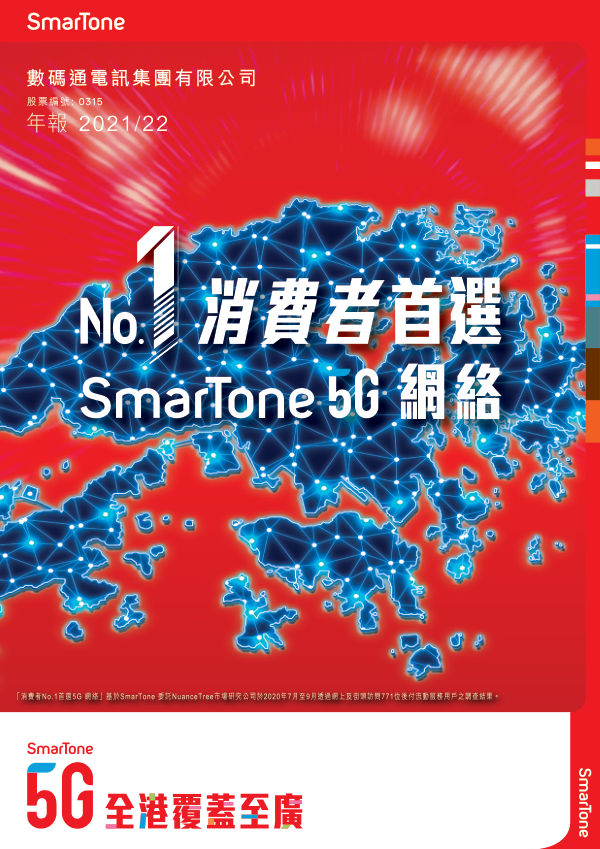 SmarTone
數碼通電訊集團有限公司
股票編號: 0315
年報 2021/22
No.1 消費者首選
SmarTone 5G 網絡
「消費者No.1首選5G 網絡」基於SmarTone 委託NuanceTree市場研究公司於2020年7月至9月透過網上及街頭訪問771位後付流動服務用戶之調查結果。
SmarTone
5G 全港覆蓋至廣
SmarTone